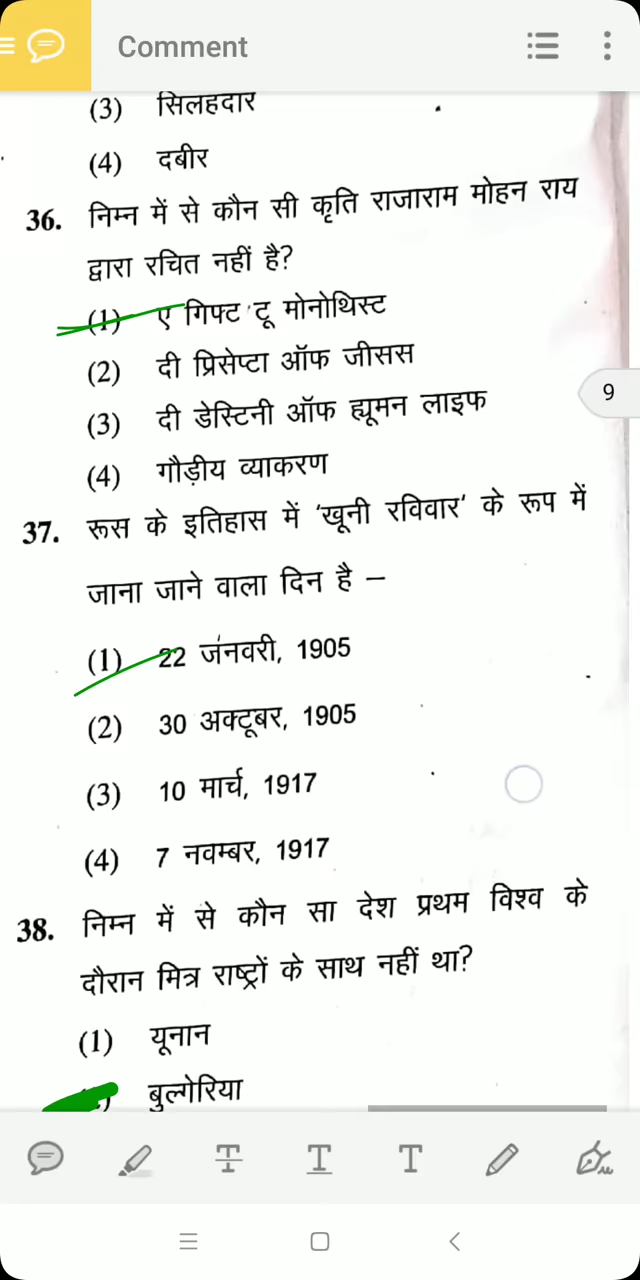 Comment
(3) सिलहदार
(4) दबीर
36. निम्न में से कौन सी कृति राजाराम मोहन राय
द्वारा रचित नहीं है?
(1) ए गिफ्ट टू मोनोथिस्ट
(2) दी प्रिसेप्टा ऑफ जीसस
(3) दी डेस्टिनी ऑफ ह्यूमन लाइफ
9
(4) गौड़ीय व्याकरण
37. रूस के इतिहास में 'खूनी रविवार' के रूप में
जाना जाने वाला दिन है –
(1) 22 जनवरी, 1905
(2) 30 अक्टूबर, 1905
(3) 10 मार्च, 1917
(4) 7 नवम्बर, 1917
38. निम्न में से कौन सा देश प्रथम विश्व के
दौरान मित्र राष्ट्रों के साथ नहीं था?
(1) यूनान
बुल्गेरिया